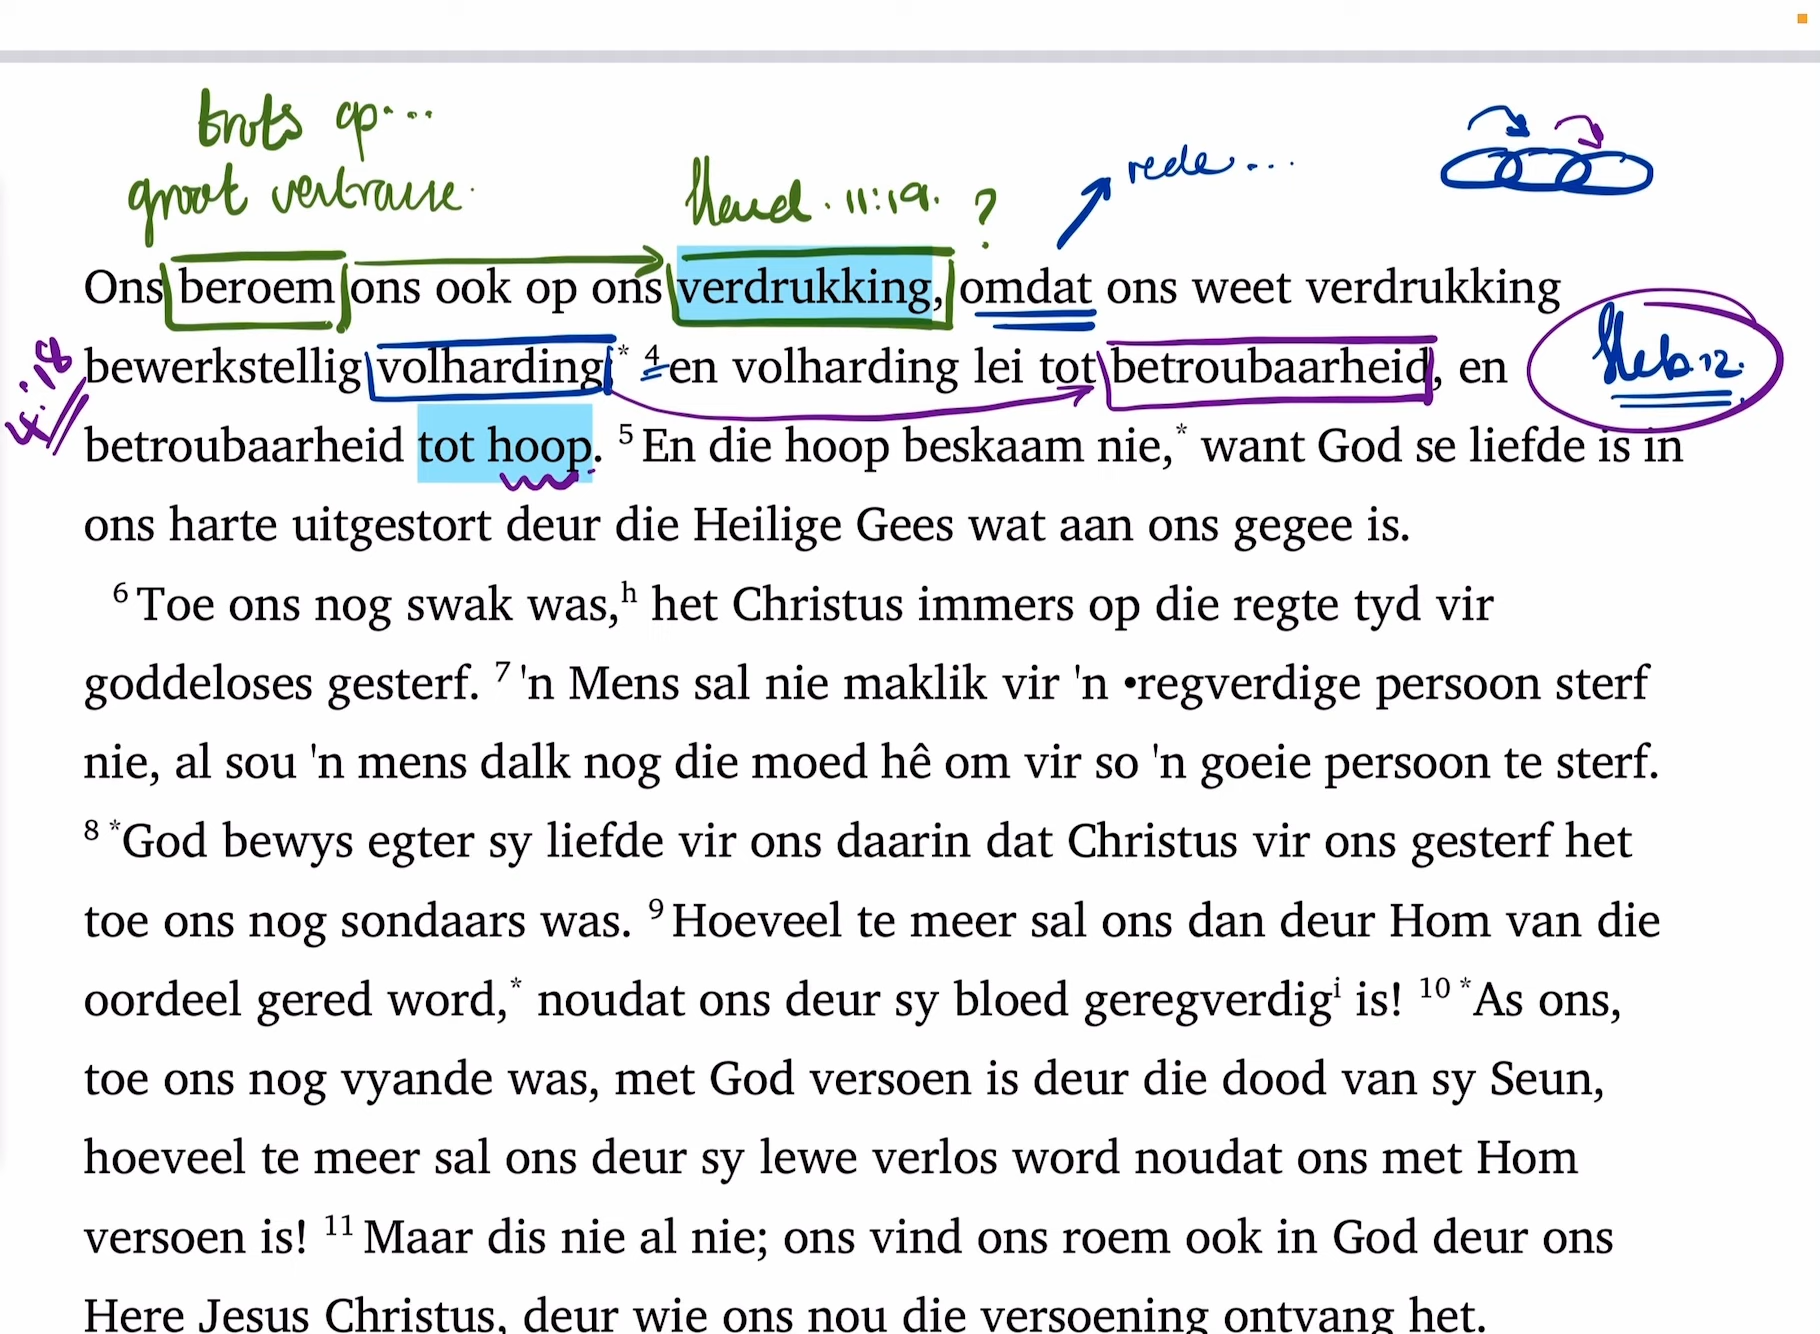 trots op...
groot vertroue.
Hand. 11:19. ?
rede...
Ons beroem ons ook op ons verdrukking, omdat ons weet verdrukking
bewerkstellig volharding* 4 en volharding lei tot betroubaarheid, en
Heb. 12.
4:18
betroubaarheid tot hoop. 5 En die hoop beskaam nie,* want God se liefde is in
ons harte uitgestort deur die Heilige Gees wat aan ons gegee is.
6 Toe ons nog swak was,h het Christus immers op die regte tyd vir
goddeloses gesterf. 7 'n Mens sal nie maklik vir 'n •regverdige persoon sterf
nie, al sou 'n mens dalk nog die moed hê om vir so 'n goeie persoon te sterf.
8 *God bewys egter sy liefde vir ons daarin dat Christus vir ons gesterf het
toe ons nog sondaars was. 9 Hoeveel te meer sal ons dan deur Hom van die
oordeel gered word,* noudat ons deur sy bloed geregverdigi is! 10 *As ons,
toe ons nog vyande was, met God versoen is deur die dood van sy Seun,
hoeveel te meer sal ons deur sy lewe verlos word noudat ons met Hom
versoen is! 11 Maar dis nie al nie; ons vind ons roem ook in God deur ons
Here Jesus Christus, deur wie ons nou die versoening ontvang het.